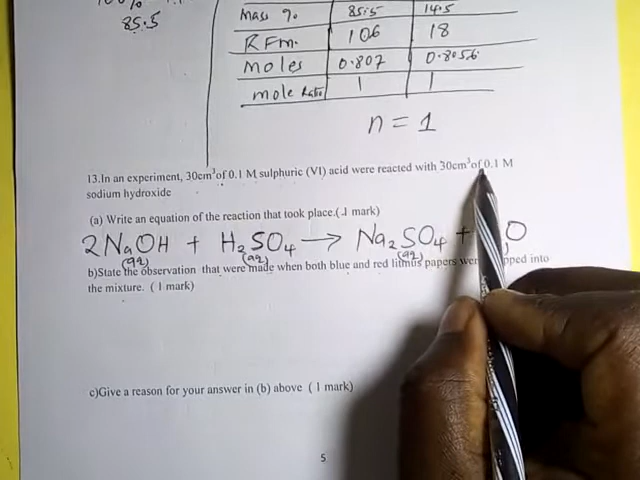 85.5
Mass % 85.5 14.5
RFm. 106 18
moles 0.807 0.8056
mole Ratio 1 1
n = 1
13.In an experiment, 30cm³of 0.1 M sulphuric (VI) acid were reacted with 30cm³of 0.1 M
sodium hydroxide
(a) Write an equation of the reaction that took place.(.1 mark)
2NaOH + H₂SO₄ → Na₂SO₄ + O
(aq) (aq) (aq)
b)State the observation that were made when both blue and red litmus papers were into
the mixture. ( 1 mark)
c)Give a reason for your answer in (b) above ( 1 mark)
5